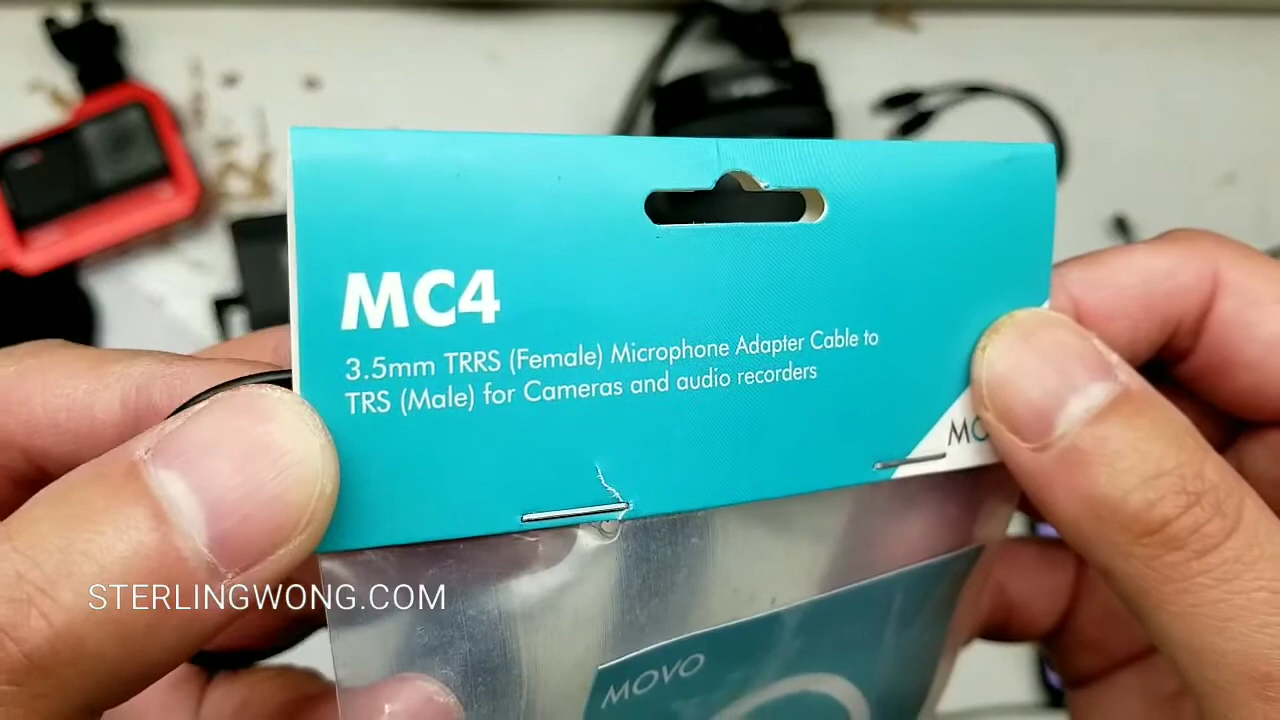 MC4
3.5mm TRRS (Female) Microphone Adapter Cable to
TRS (Male) for Cameras and audio recorders
STERLINGWONG.COM
MOVO